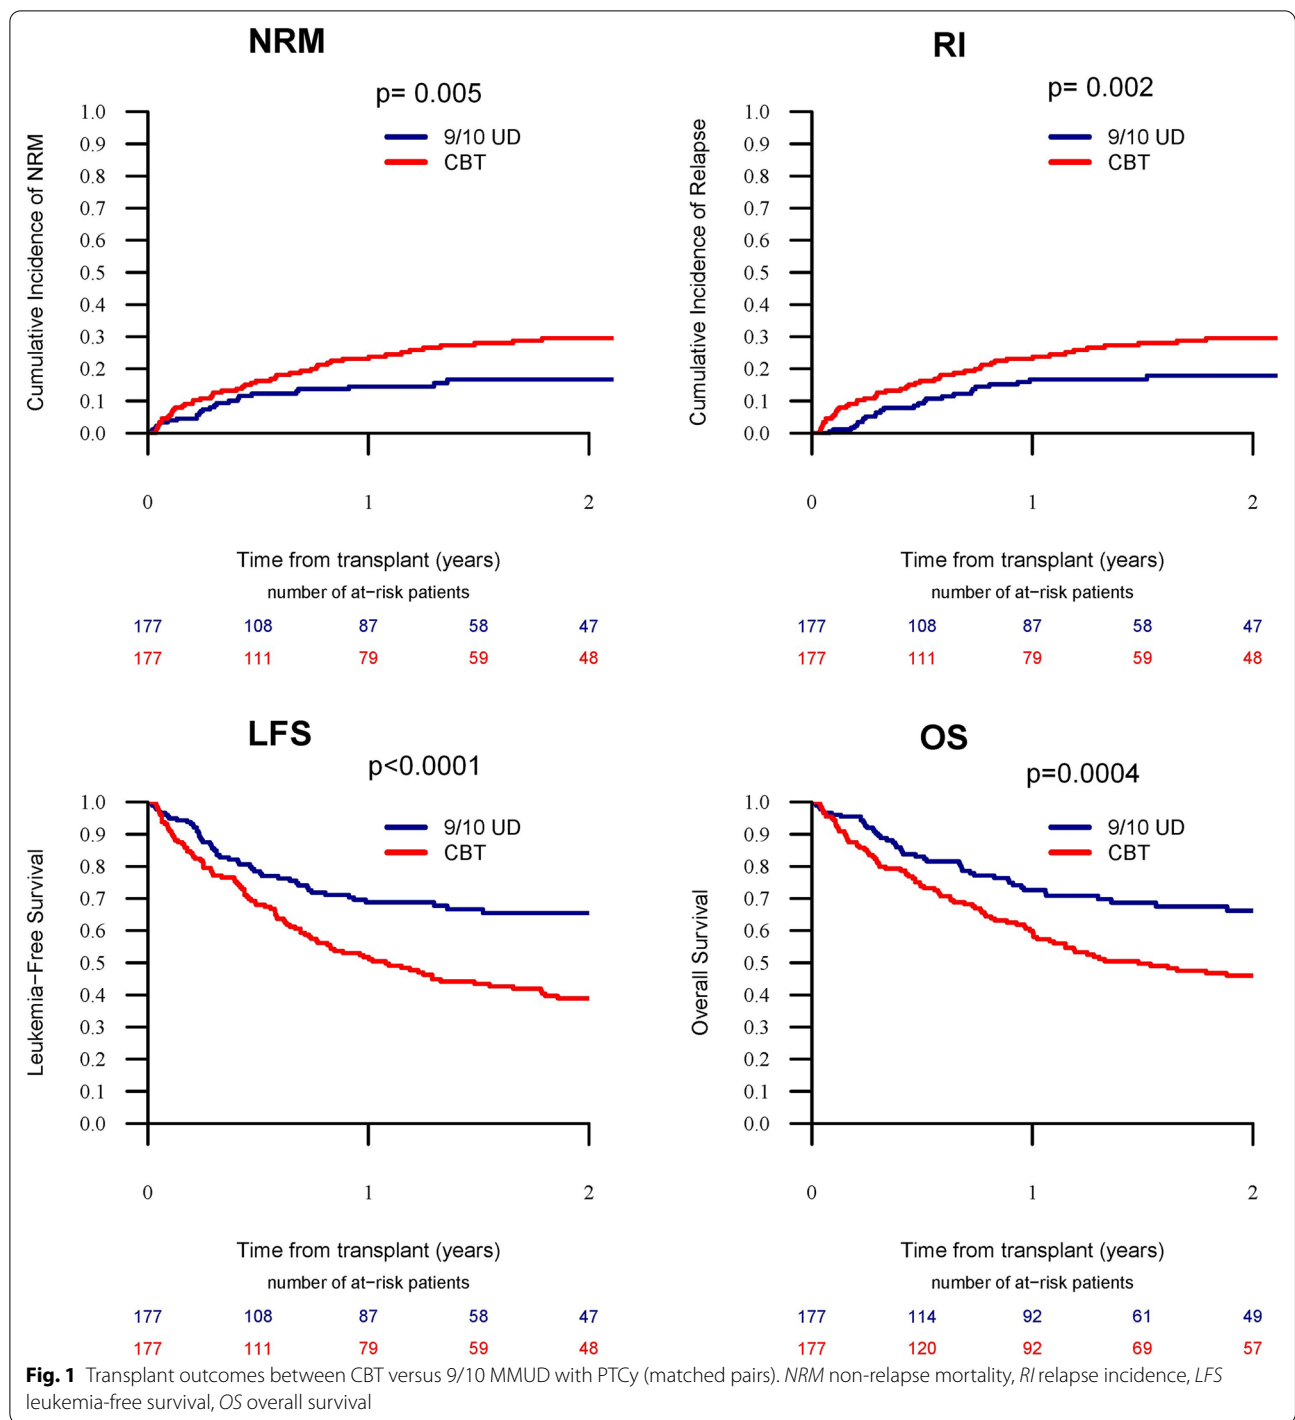 NRM
p= 0.005
9/10 UD
CBT
Cumulative Incidence of NRM
1.0
0.9
0.8
0.7
0.6
0.5
0.4
0.3
0.2
0.1
0.0
0 1 2
Time from transplant (years)
number of at−risk patients
177 108 87 58 47
177 111 79 59 48
RI
p= 0.002
9/10 UD
CBT
Cumulative Incidence of Relapse
1.0
0.9
0.8
0.7
0.6
0.5
0.4
0.3
0.2
0.1
0.0
0 1 2
Time from transplant (years)
number of at−risk patients
177 108 87 58 47
177 111 79 59 48
LFS
p<0.0001
9/10 UD
CBT
Leukemia−Free Survival
1.0
0.9
0.8
0.7
0.6
0.5
0.4
0.3
0.2
0.1
0.0
0 1 2
Time from transplant (years)
number of at−risk patients
177 108 87 58 47
177 111 79 59 48
OS
p=0.0004
9/10 UD
CBT
Overall Survival
1.0
0.9
0.8
0.7
0.6
0.5
0.4
0.3
0.2
0.1
0.0
0 1 2
Time from transplant (years)
number of at−risk patients
177 114 92 61 49
177 120 92 69 57
Fig. 1 Transplant outcomes between CBT versus 9/10 MMUD with PTCy (matched pairs). NRM non-relapse mortality, RI relapse incidence, LFS
leukemia-free survival, OS overall survival